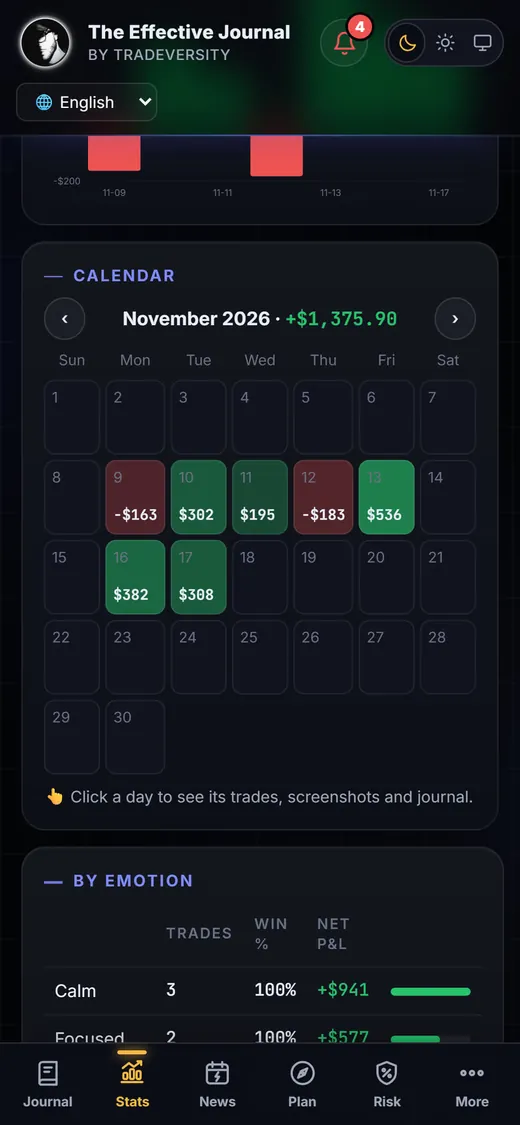 The Effective Journal
BY TRADEVERSITY
4
English
-$200
11-09 11-11 11-13 11-17
CALENDAR
‹ November 2026 · +$1,375.90 ›
Sun Mon Tue Wed Thu Fri Sat
1 2 3 4 5 6 7
8 9 10 11 12 13 14
-$163 $302 $195 -$183 $536
15 16 17 18 19 20 21
$382 $308
22 23 24 25 26 27 28
29 30
👆 Click a day to see its trades, screenshots and journal.
BY EMOTION
TRADES WIN % NET P&L
Calm 3 100% +$941
Focused 2 100% +$577
Journal Stats News Plan Risk More